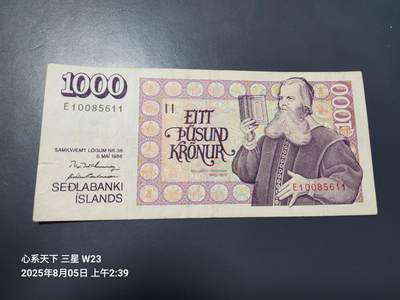 1000
E10085611
SAMKVÆMT LÖGUM NR. 36
5. MAÍ 1986
SEÐLABANKI
ÍSLANDS
EITT
ÞÚSUND
KRÓNUR
1000
E10085611
心系天下 三星 W23
2025年8月05日 上午2:39